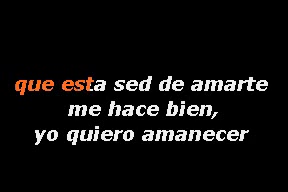 que esta sed de amarte
me hace bien,
yo quiero amanecer